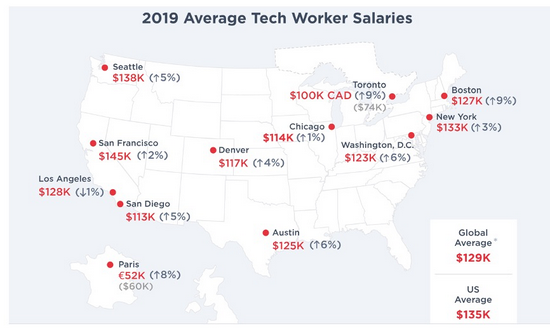 2019 Average Tech Worker Salaries
Seattle
$138K (↑5%)
Toronto
$100K CAD (↑9%)
($74K)
Boston
$127K (↑9%)
New York
$133K (↑3%)
Chicago
$114K (↑1%)
Washington, D.C.
$123K (↑6%)
San Francisco
$145K (↑2%)
Denver
$117K (↑4%)
Los Angeles
$128K (↓1%)
San Diego
$113K (↑5%)
Austin
$125K (↑6%)
Paris
€52K (↑8%)
($60K)
Global
Average*
$129K
US
Average
$135K